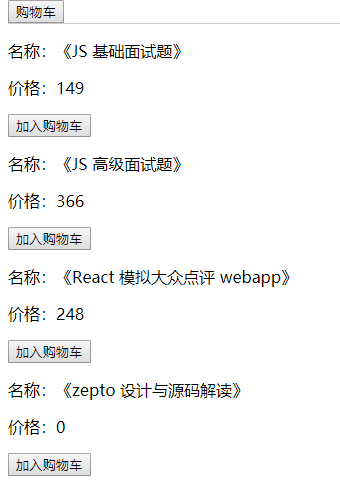 购物车
名称：《JS 基础面试题》
价格：149
加入购物车
名称：《JS 高级面试题》
价格：366
加入购物车
名称：《React 模拟大众点评 webapp》
价格：248
加入购物车
名称：《zepto 设计与源码解读》
价格：0
加入购物车